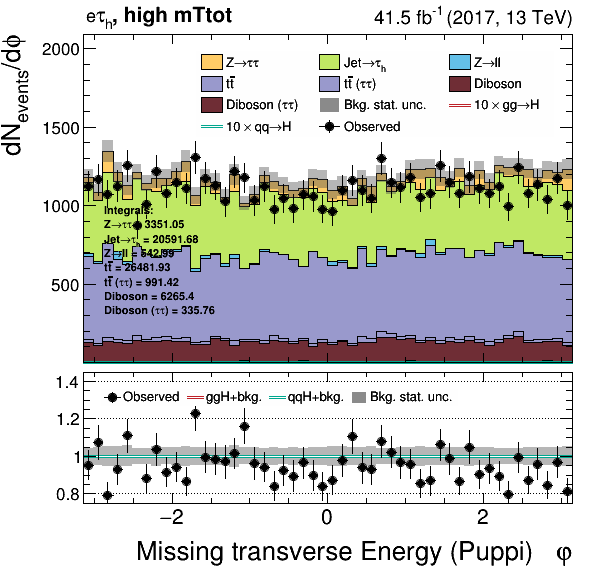 eτh, high mTtot 41.5 fb⁻¹ (2017, 13 TeV)
dNevents/dϕ
2000
1500
1000
500
Z→ττ Jet→τh Z→ll
tt̄ tt̄ (ττ) Diboson
Diboson (ττ) Bkg. stat. unc. 10 × gg→H
10 × qq→H Observed
Integrals:
Z→ττ = 3351.05
Jet→τh = 20591.68
Z→ll = 642.99
tt̄ = 26481.93
tt̄ (ττ) = 991.42
Diboson = 6265.4
Diboson (ττ) = 335.76
1.4
1.2
1
0.8
Observed ggH+bkg. qqH+bkg. Bkg. stat. unc.
−2 0 2
Missing transverse Energy (Puppi) φ